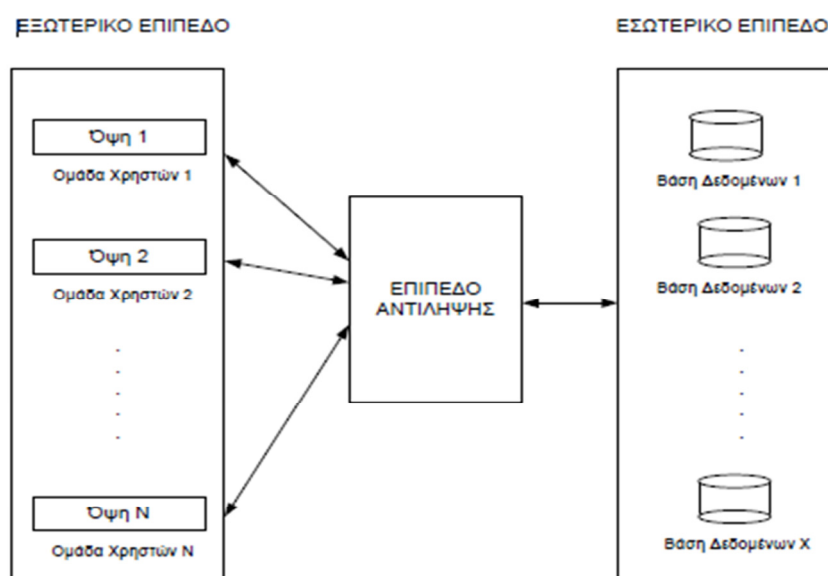 ΕΞΩΤΕΡΙΚΟ ΕΠΙΠΕΔΟ
Όψη 1
Ομάδα Χρηστών 1
Όψη 2
Ομάδα Χρηστών 2
Όψη Ν
Ομάδα Χρηστών Ν
ΕΠΙΠΕΔΟ
ΑΝΤΙΛΗΨΗΣ
ΕΣΩΤΕΡΙΚΟ ΕΠΙΠΕΔΟ
Βάση Δεδομένων 1
Βάση Δεδομένων 2
Βάση Δεδομένων Χ